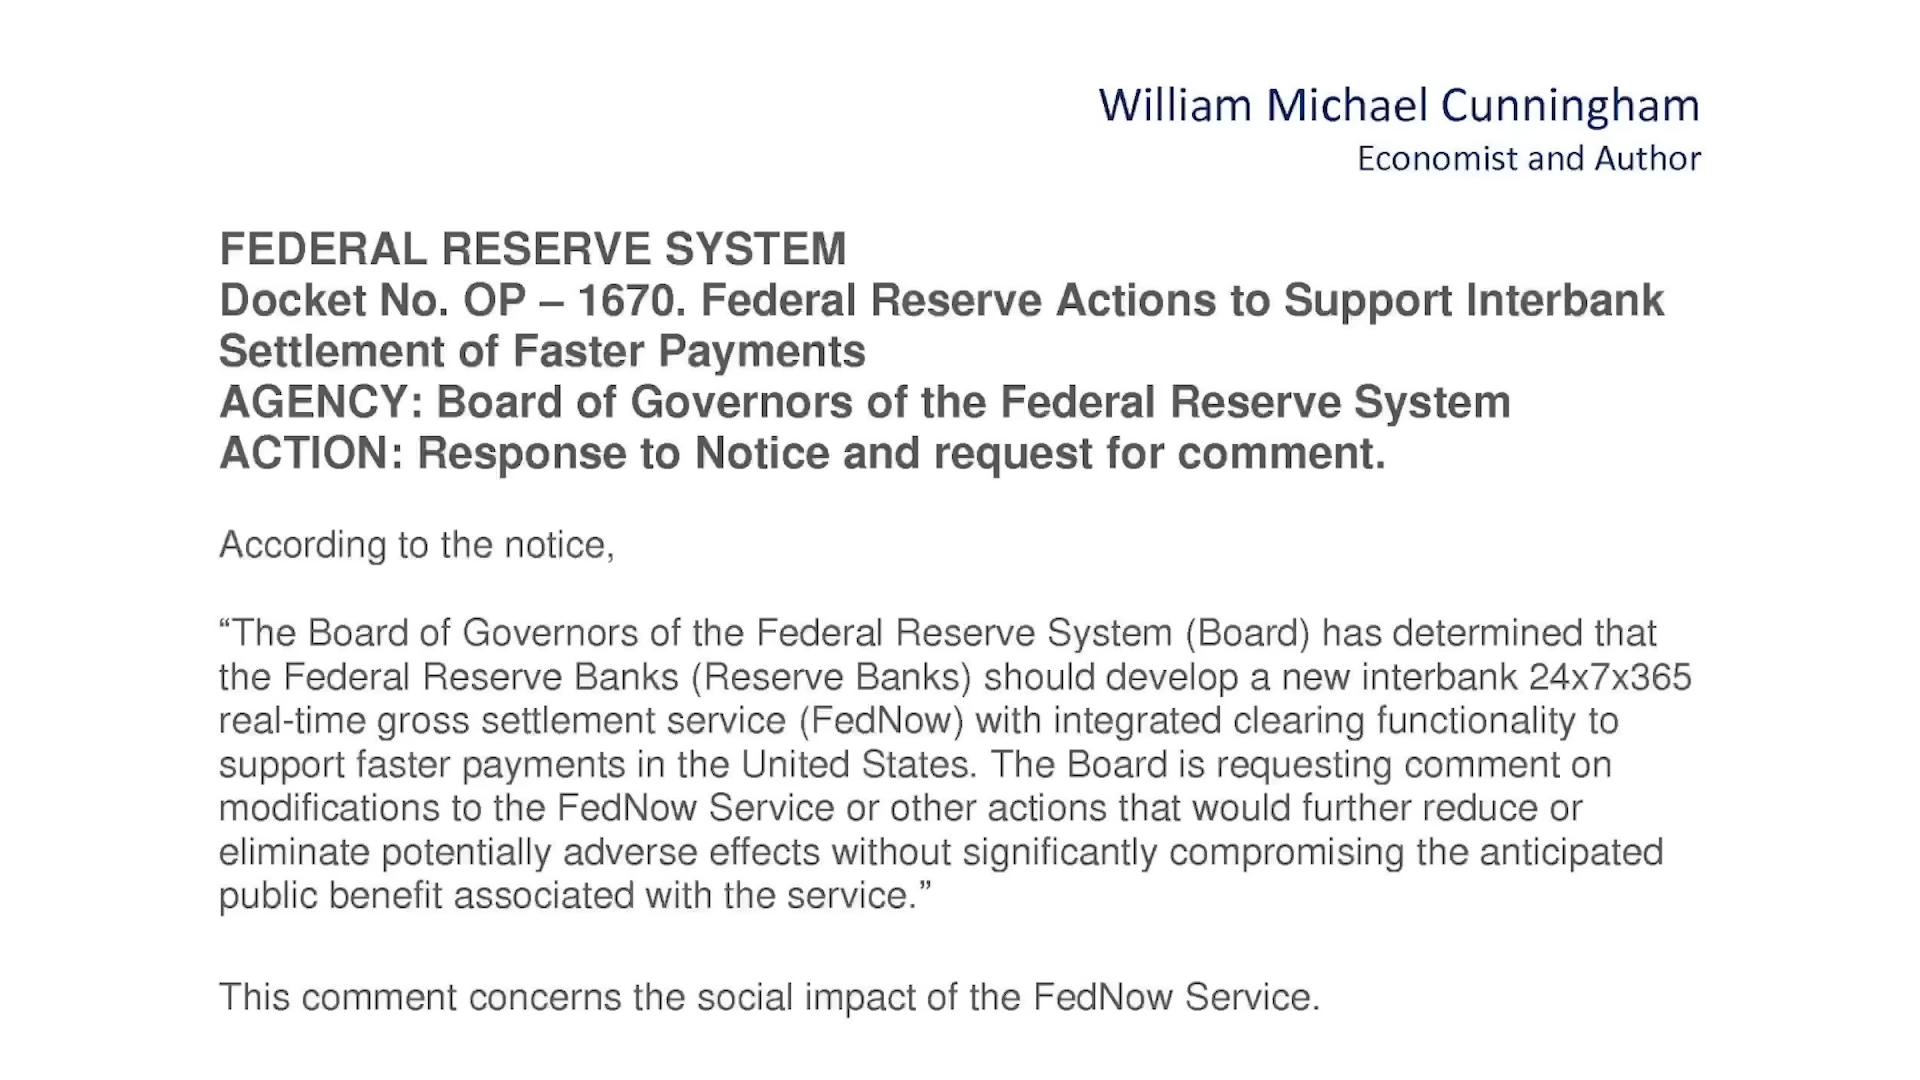 William Michael Cunningham
Economist and Author
FEDERAL RESERVE SYSTEM
Docket No. OP – 1670. Federal Reserve Actions to Support Interbank
Settlement of Faster Payments
AGENCY: Board of Governors of the Federal Reserve System
ACTION: Response to Notice and request for comment.
According to the notice,
“The Board of Governors of the Federal Reserve System (Board) has determined that
the Federal Reserve Banks (Reserve Banks) should develop a new interbank 24x7x365
real-time gross settlement service (FedNow) with integrated clearing functionality to
support faster payments in the United States. The Board is requesting comment on
modifications to the FedNow Service or other actions that would further reduce or
eliminate potentially adverse effects without significantly compromising the anticipated
public benefit associated with the service.”
This comment concerns the social impact of the FedNow Service.